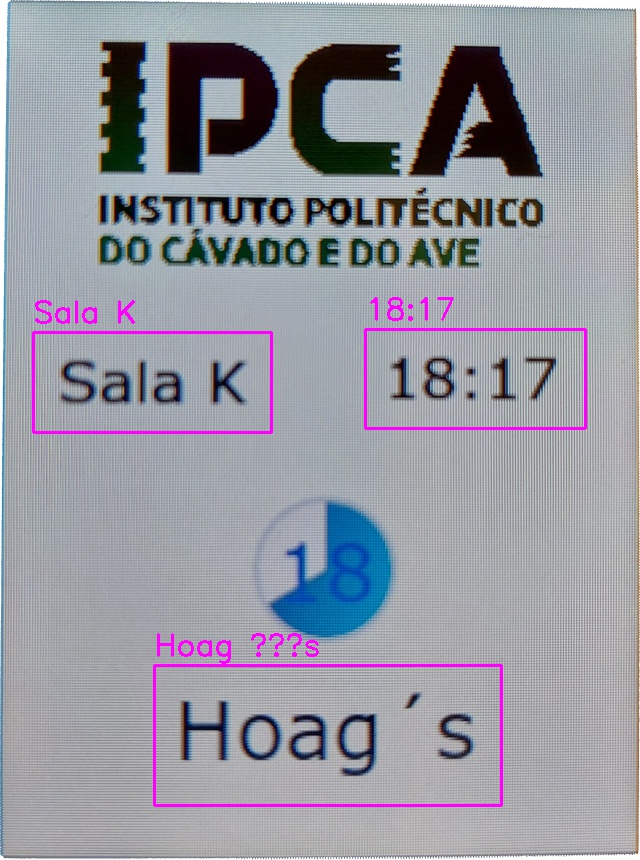 IPCA
INSTITUTO POLITÉCNICO
DO CÁVADO E DO AVE
Sala K 18:17
Sala K 18:17
18
Hoag ???s
Hoag ´s